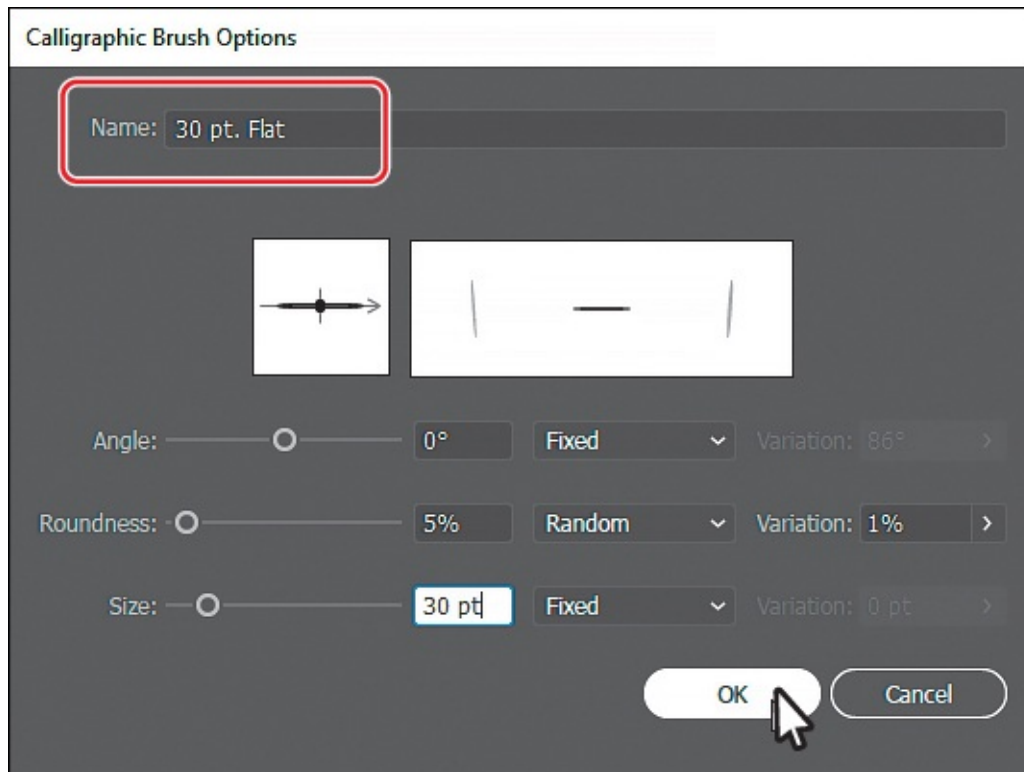 Calligraphic Brush Options
Name: 30 pt. Flat
Angle: 0° Fixed Variation: 86°
Roundness: 5% Random Variation: 1%
Size: 30 pt Fixed Variation: 0 pt
OK Cancel